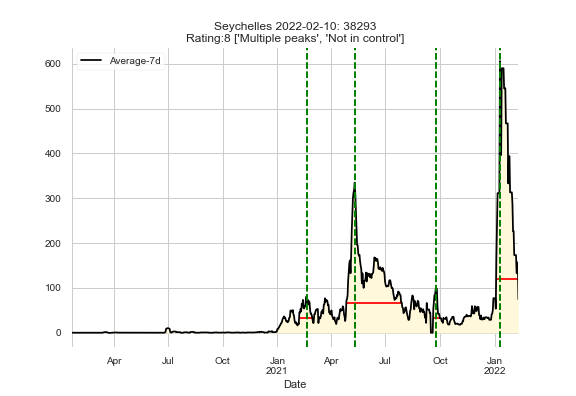 Seychelles 2022-02-10: 38293
Rating:8 ['Multiple peaks', 'Not in control']
Average-7d
600
500
400
300
200
100
0
Apr Jul Oct Jan Apr Jul Oct Jan
2021 2022
Date